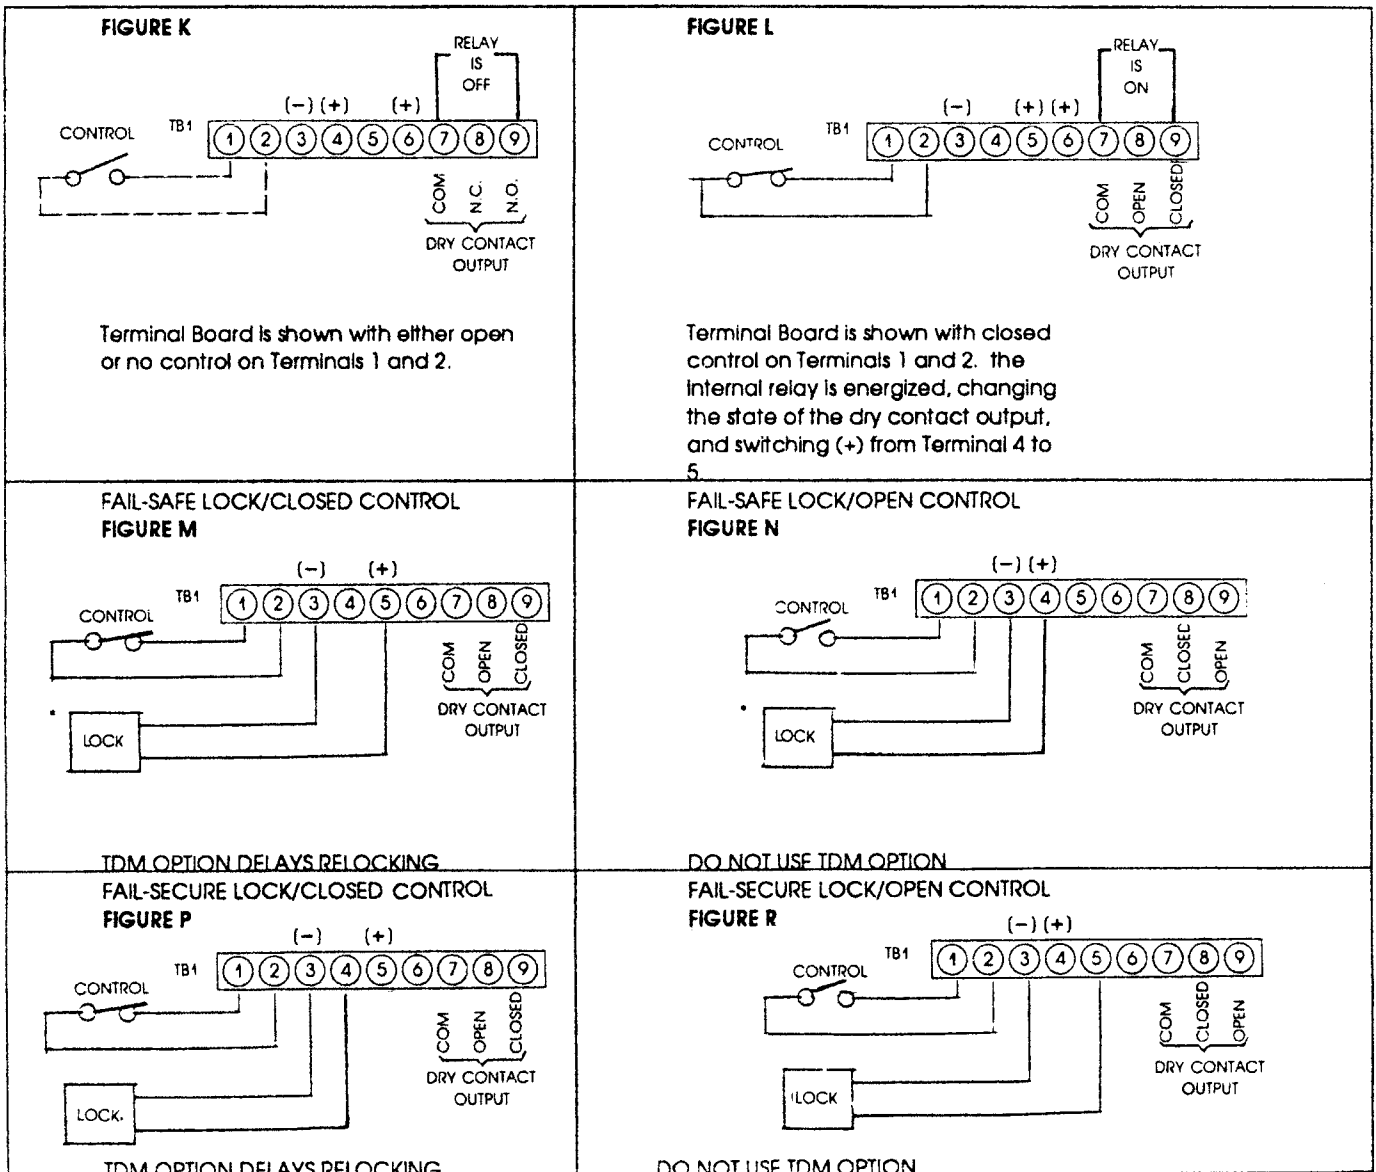 FIGURE K
RELAY
IS
OFF
(-) (+) (+)
CONTROL
TB1
1 2 3 4 5 6 7 8 9
COM
N.C.
N.O.
DRY CONTACT
OUTPUT
Terminal Board is shown with either open
or no control on Terminals 1 and 2.
FIGURE L
RELAY
IS
ON
(-) (+) (+)
CONTROL
TB1
1 2 3 4 5 6 7 8 9
COM
OPEN
CLOSED
DRY CONTACT
OUTPUT
Terminal Board is shown with closed
control on Terminals 1 and 2. the
internal relay is energized, changing
the state of the dry contact output,
and switching (+) from Terminal 4 to
5.
FAIL-SAFE LOCK/CLOSED CONTROL
FIGURE M
(-) (+)
CONTROL
TB1
1 2 3 4 5 6 7 8 9
COM
OPEN
CLOSED
DRY CONTACT
OUTPUT
LOCK
TDM OPTION DELAYS RELOCKING
FAIL-SAFE LOCK/OPEN CONTROL
FIGURE N
(-) (+)
CONTROL
TB1
1 2 3 4 5 6 7 8 9
COM
CLOSED
OPEN
DRY CONTACT
OUTPUT
LOCK
DO NOT USE TDM OPTION
FAIL-SECURE LOCK/CLOSED CONTROL
FIGURE P
(-) (+)
CONTROL
TB1
1 2 3 4 5 6 7 8 9
COM
OPEN
CLOSED
DRY CONTACT
OUTPUT
LOCK.
TDM OPTION DELAYS RELOCKING
FAIL-SECURE LOCK/OPEN CONTROL
FIGURE R
(-) (+)
CONTROL
TB1
1 2 3 4 5 6 7 8 9
COM
CLOSED
OPEN
DRY CONTACT
OUTPUT
LOCK
DO NOT USE TDM OPTION